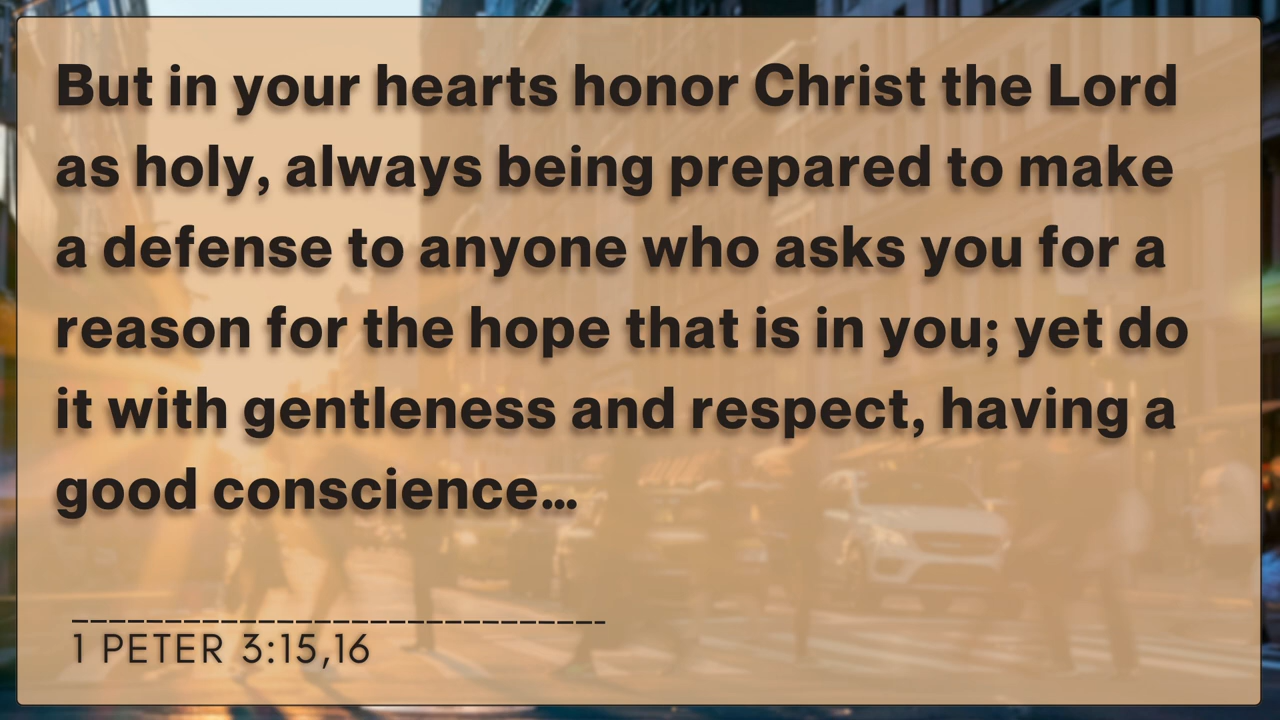 But in your hearts honor Christ the Lord
as holy, always being prepared to make
a defense to anyone who asks you for a
reason for the hope that is in you; yet do
it with gentleness and respect, having a
good conscience…
1 PETER 3:15,16